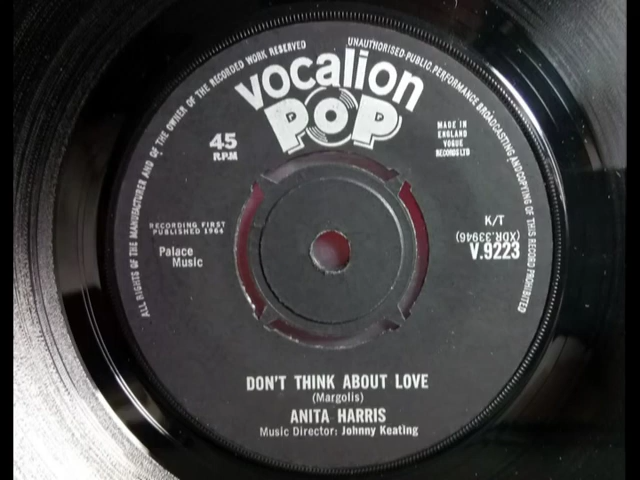 ALL RIGHTS OF THE MANUFACTURER AND OF THE OWNER OF THE RECORDED WORK RESERVED
UNAUTHORISED PUBLIC PERFORMANCE BROADCASTING AND COPYING OF THIS RECORD PROHIBITED
vocalion
POP
45
RPM
MADE IN
ENGLAND
VOGUE
RECORDS LTD
RECORDING FIRST
PUBLISHED 1964
Palace
Music
K/T
(XDR.33946)
V.9223
DON'T THINK ABOUT LOVE
(Margolis)
ANITA HARRIS
Music Director: Johnny Keating